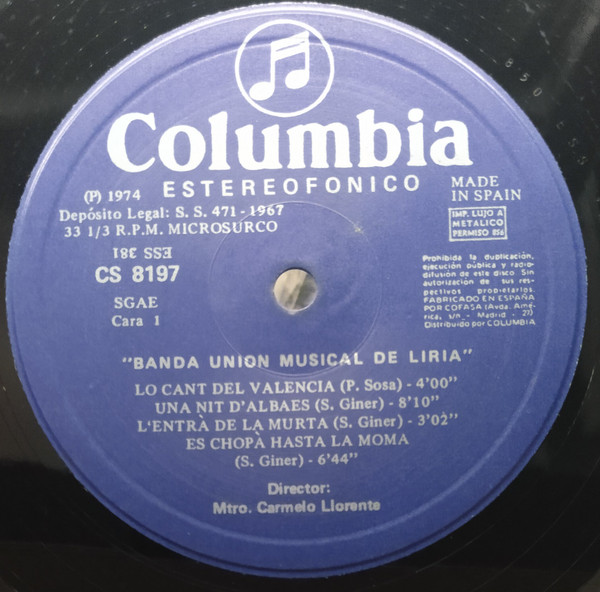 Columbia
ESTEREOFONICO
(P) 1974
Depósito Legal: S. S. 471 - 1967
33 1/3 R.P.M. MICROSURCO
ESS 381
CS 8197
SGAE
Cara 1
MADE
IN SPAIN
IMP. LUJO A
METALICO
PERMISO 856
Prohibida la duplicación,
ejecución pública y radio-
difusión de este disco Sin
autorización de sus res-
pectivos propietarios.
FABRICADO EN ESPAÑA
POR COFASA (Avda. Amé-
rica, s/n - Madrid - 27)
Distribuido por COLUMBIA
"BANDA UNION MUSICAL DE LIRIA"
LO CANT DEL VALENCIA (P. Sosa) - 4'00"
UNA NIT D'ALBAES (S. Giner) - 8'10"
L'ENTRÀ DE LA MURTA (S. Giner) - 3'02"
ES CHOPÀ HASTA LA MOMA
(S. Giner) - 6'44"
Director:
Mtro. Carmelo Llorente